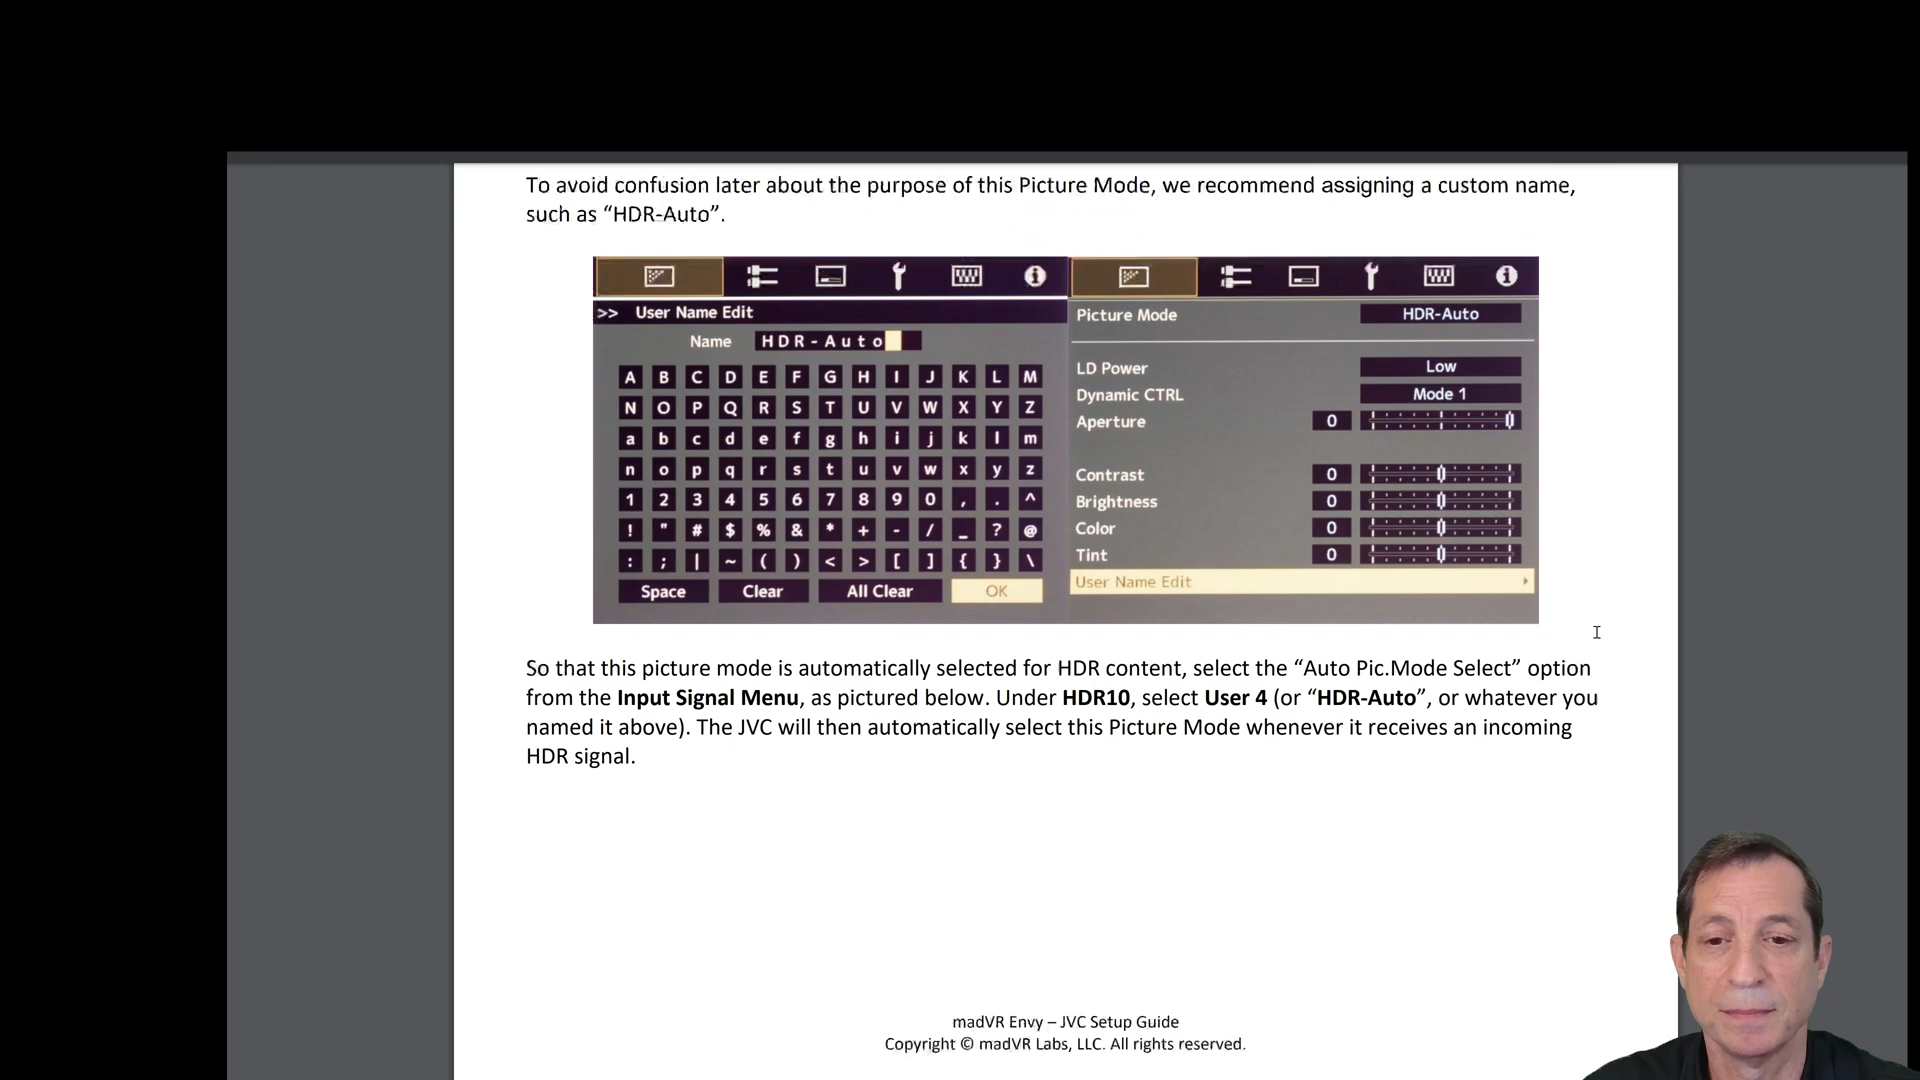 To avoid confusion later about the purpose of this Picture Mode, we recommend assigning a custom name,
such as “HDR-Auto”.
>> User Name Edit
Name HDR-Auto
A B C D E F G H I J K L M
N O P Q R S T U V W X Y Z
a b c d e f g h i j k l m
n o p q r s t u v w x y z
1 2 3 4 5 6 7 8 9 0 , . ^
! " # $ % & * + - / _ ? @
: ; | ~ ( ) < > [ ] { } \
Space Clear All Clear OK
Picture Mode HDR-Auto
LD Power Low
Dynamic CTRL Mode 1
Aperture 0
Contrast 0
Brightness 0
Color 0
Tint 0
User Name Edit
So that this picture mode is automatically selected for HDR content, select the “Auto Pic.Mode Select” option
from the Input Signal Menu, as pictured below. Under HDR10, select User 4 (or “HDR-Auto”, or whatever you
named it above). The JVC will then automatically select this Picture Mode whenever it receives an incoming
HDR signal.
madVR Envy – JVC Setup Guide
Copyright © madVR Labs, LLC. All rights reserved.